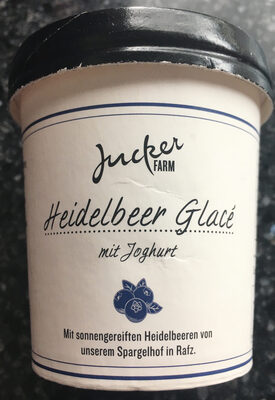 Jucker
FARM
Heidelbeer Glacé
mit Joghurt
Mit sonnengereiften Heidelbeeren von
unserem Spargelhof in Rafz.